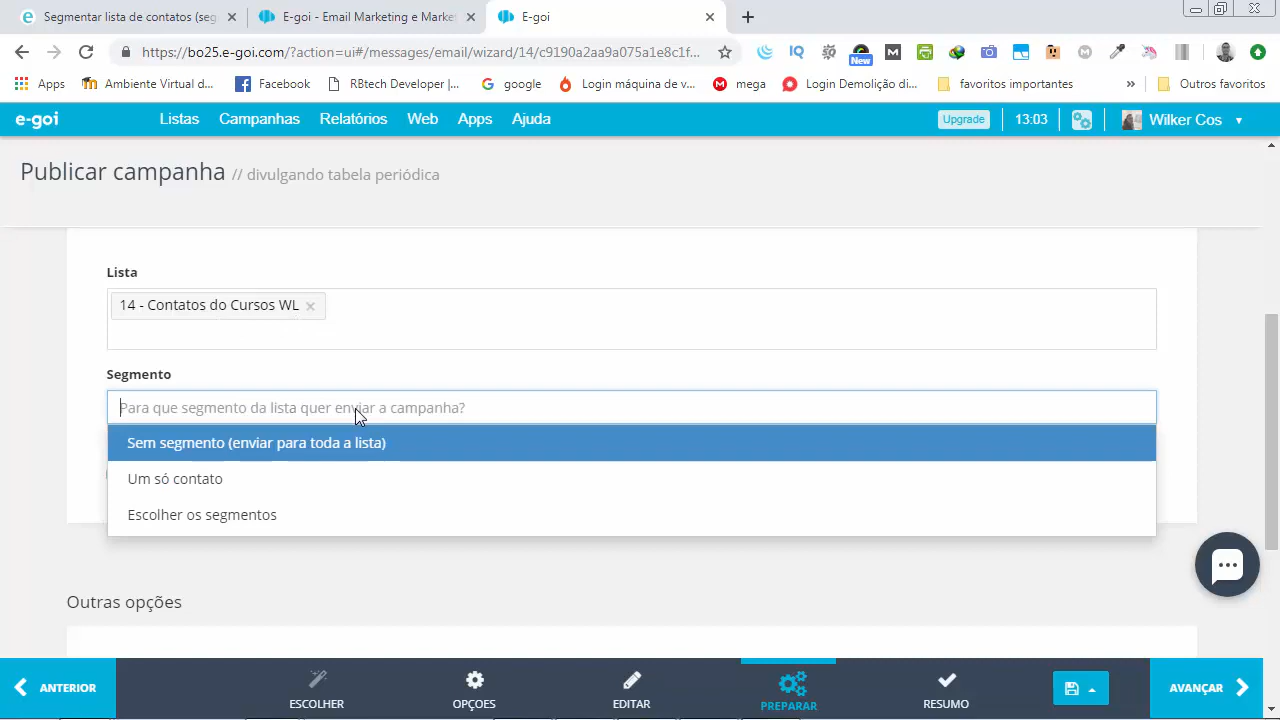 Segmentar lista de contatos (seg
E-goi - Email Marketing e Market
E-goi
https://bo25.e-goi.com/?action=ui#/messages/email/wizard/14/c9190a2aa9a075a1e8c1f...
New
Apps
Ambiente Virtual d...
Facebook
RBtech Developer |...
google
Login máquina de v...
mega
Login Demolição di...
favoritos importantes
»
Outros favoritos
e-goi
Listas
Campanhas
Relatórios
Web
Apps
Ajuda
Upgrade
13:03
Wilker Cos
Publicar campanha // divulgando tabela periódica
Lista
14 - Contatos do Cursos WL ×
Segmento
Para que segmento da lista quer enviar a campanha?
Sem segmento (enviar para toda a lista)
Um só contato
Escolher os segmentos
Outras opções
ANTERIOR
ESCOLHER
OPÇOES
EDITAR
PREPARAR
RESUMO
AVANÇAR